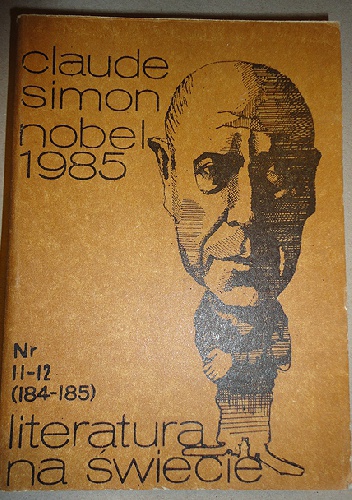 claude
simon
nobel
1985
Nr
11-12
(184-185)
literatura
na świecie